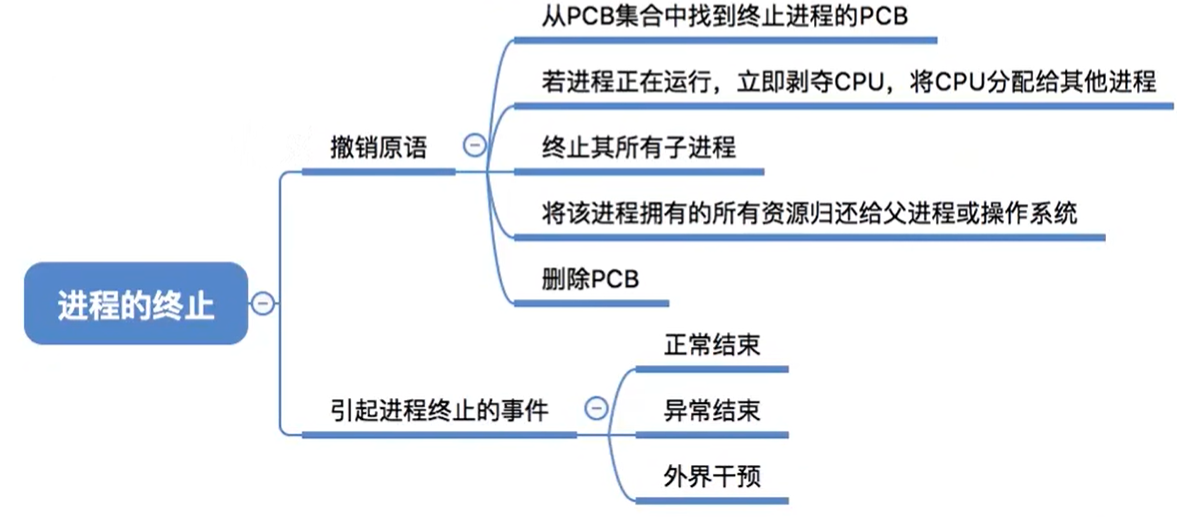 进程的终止
撤销原语
从PCB集合中找到终止进程的PCB
若进程正在运行，立即剥夺CPU，将CPU分配给其他进程
终止其所有子进程
将该进程拥有的所有资源归还给父进程或操作系统
删除PCB
引起进程终止的事件
正常结束
异常结束
外界干预